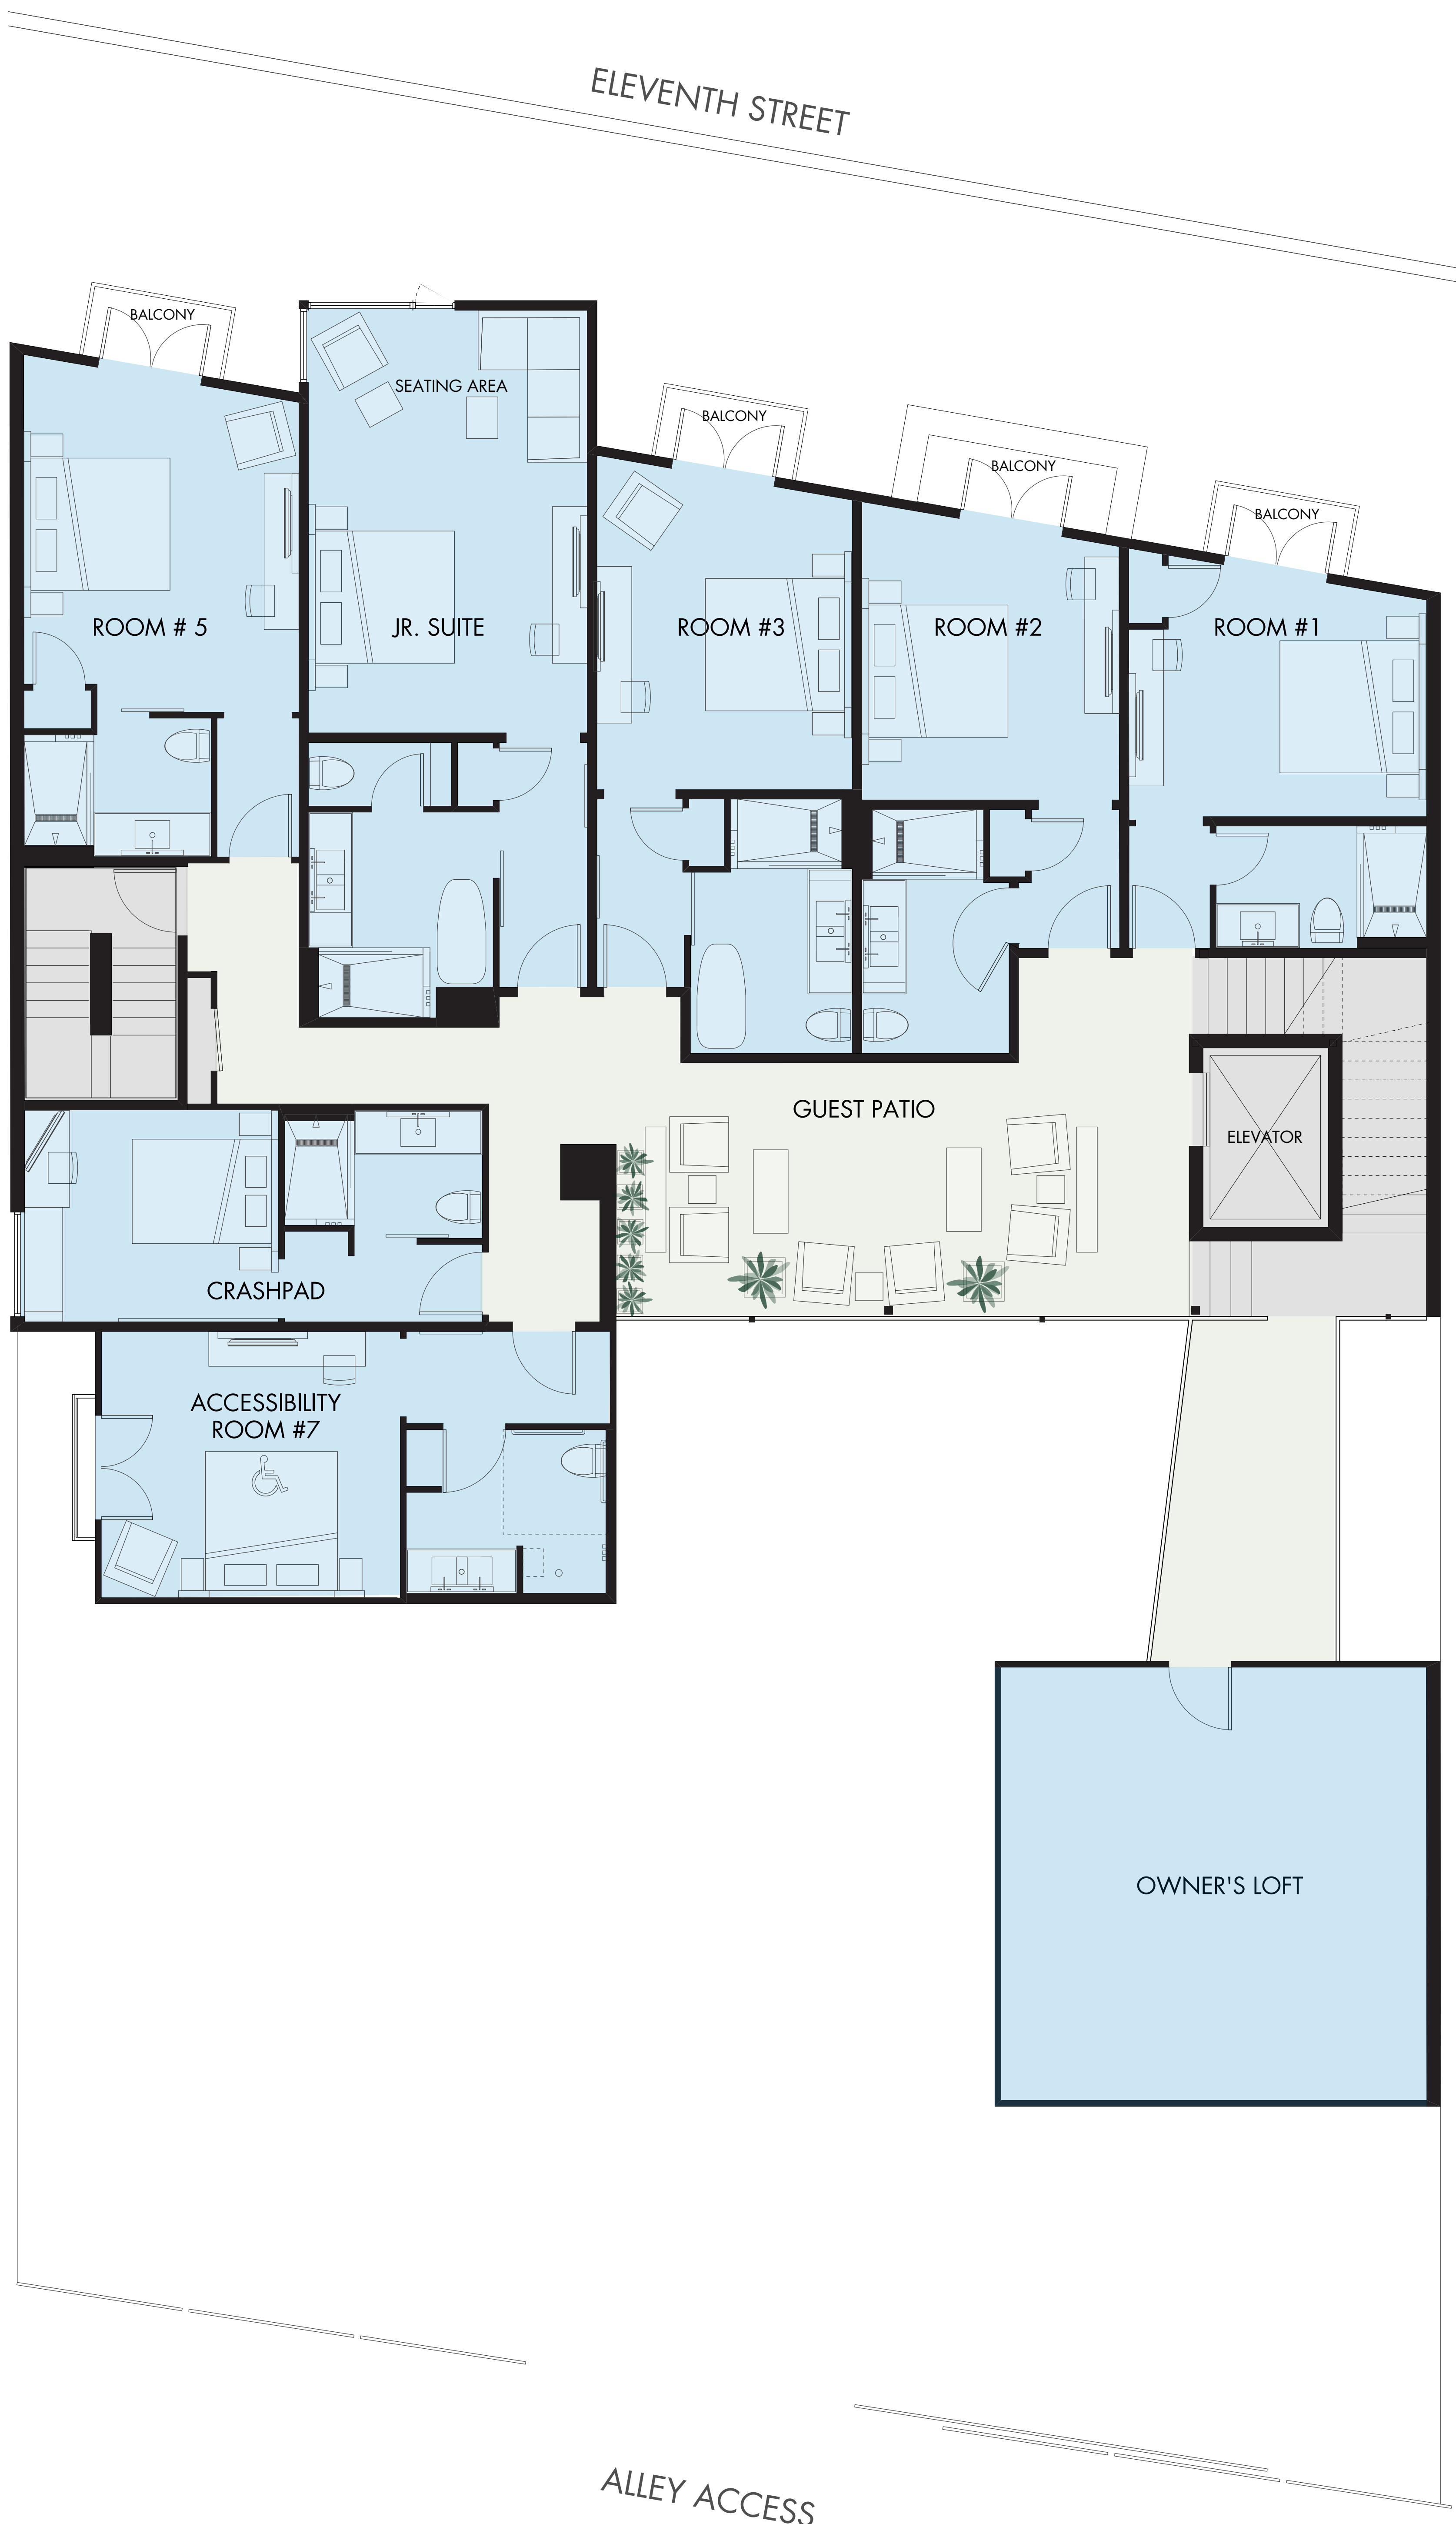 ELEVENTH STREET
BALCONY
SEATING AREA
BALCONY
BALCONY
BALCONY
ROOM # 5
JR. SUITE
ROOM #3
ROOM #2
ROOM #1
GUEST PATIO
ELEVATOR
CRASHPAD
ACCESSIBILITY
ROOM #7
OWNER'S LOFT
ALLEY ACCESS